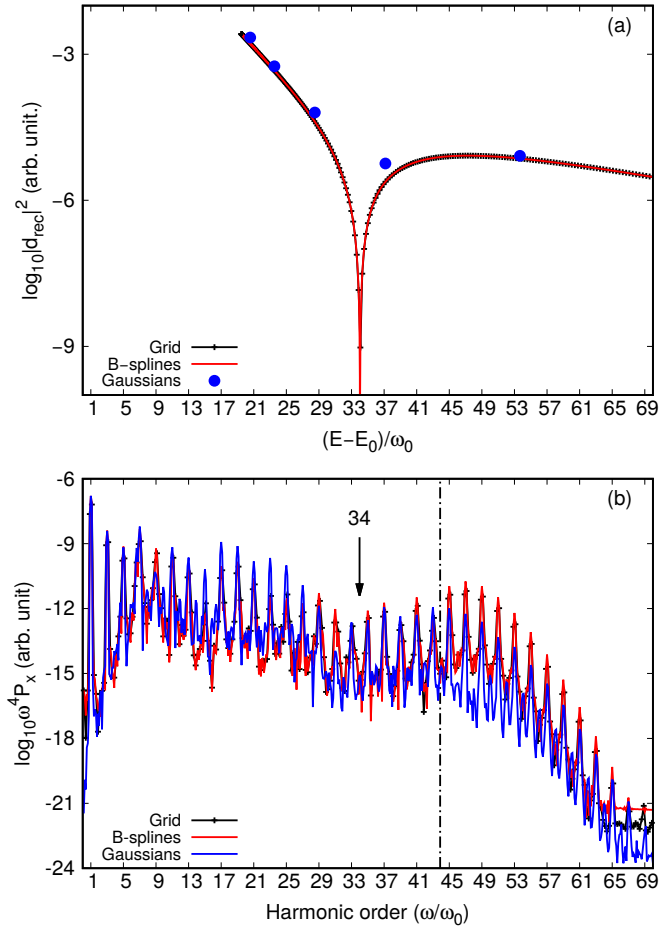 (a)
-3
-6
-9
log₁₀|d_rec|² (arb. unit.)
Grid
B-splines
Gaussians
1 5 9 13 17 21 25 29 33 37 41 45 49 53 57 61 65 69
(E-E₀)/ω₀
(b)
-6
-9
-12
-15
-18
-21
-24
log₁₀ω⁴Pₓ (arb. unit)
34
Grid
B-splines
Gaussians
1 5 9 13 17 21 25 29 33 37 41 45 49 53 57 61 65 69
Harmonic order (ω/ω₀)